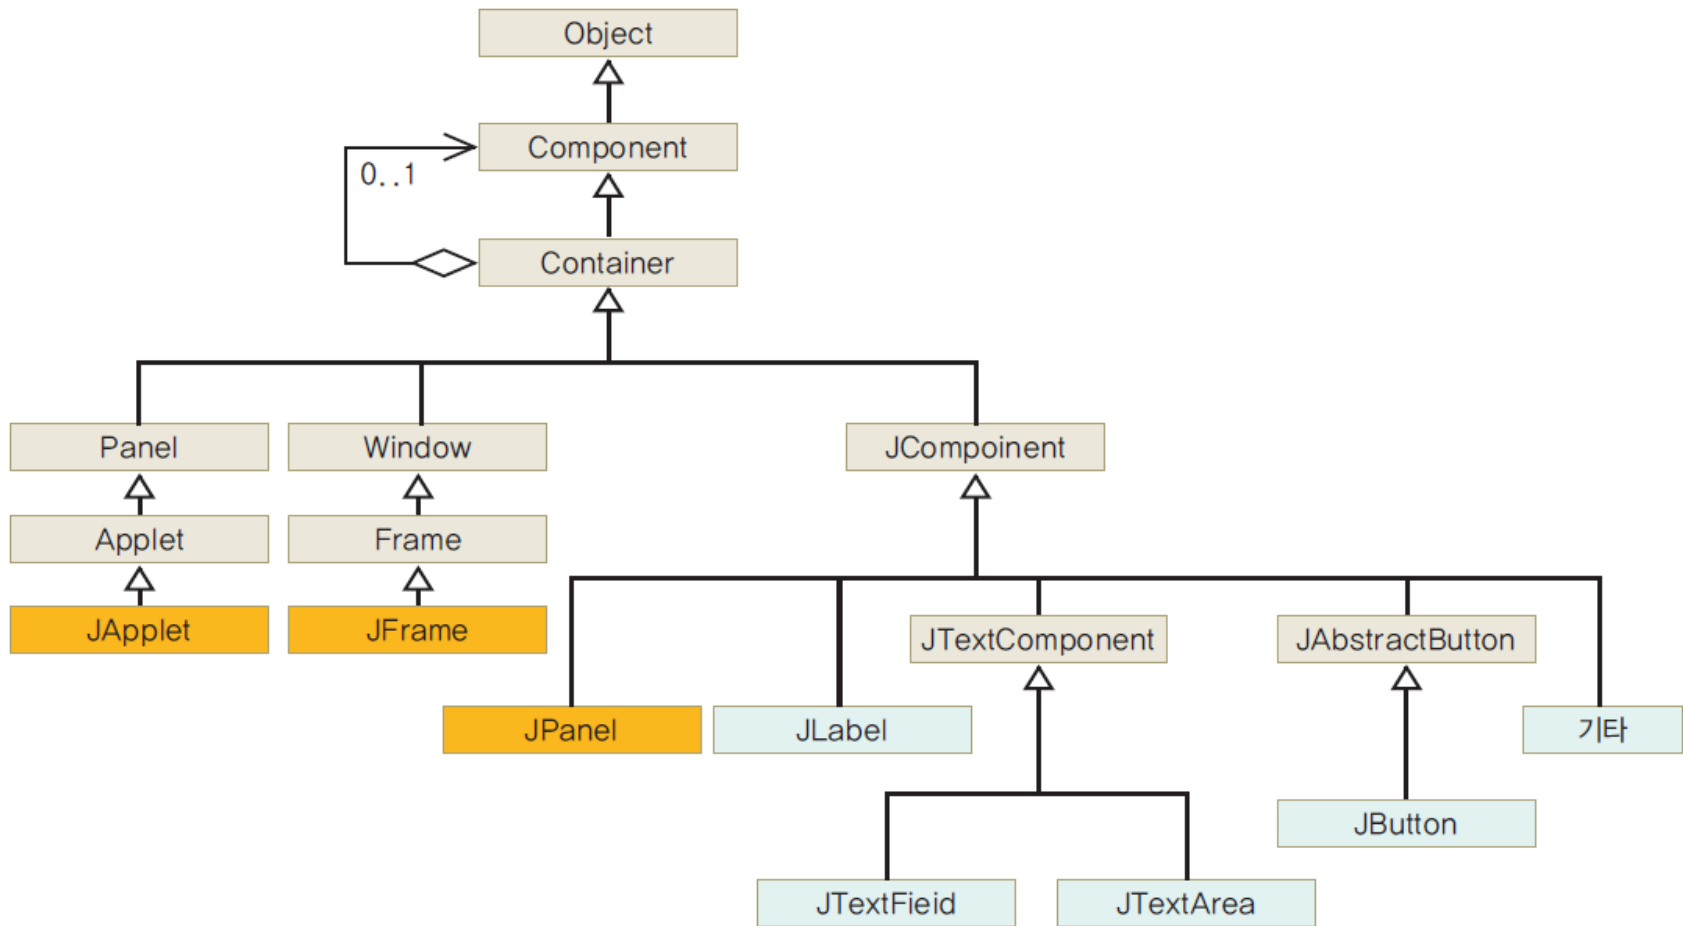 Object
Component
0..1
Container
Panel
Window
JCompoinent
Applet
Frame
JApplet
JFrame
JTextComponent
JAbstractButton
JPanel
JLabel
기타
JButton
JTextFieid
JTextArea